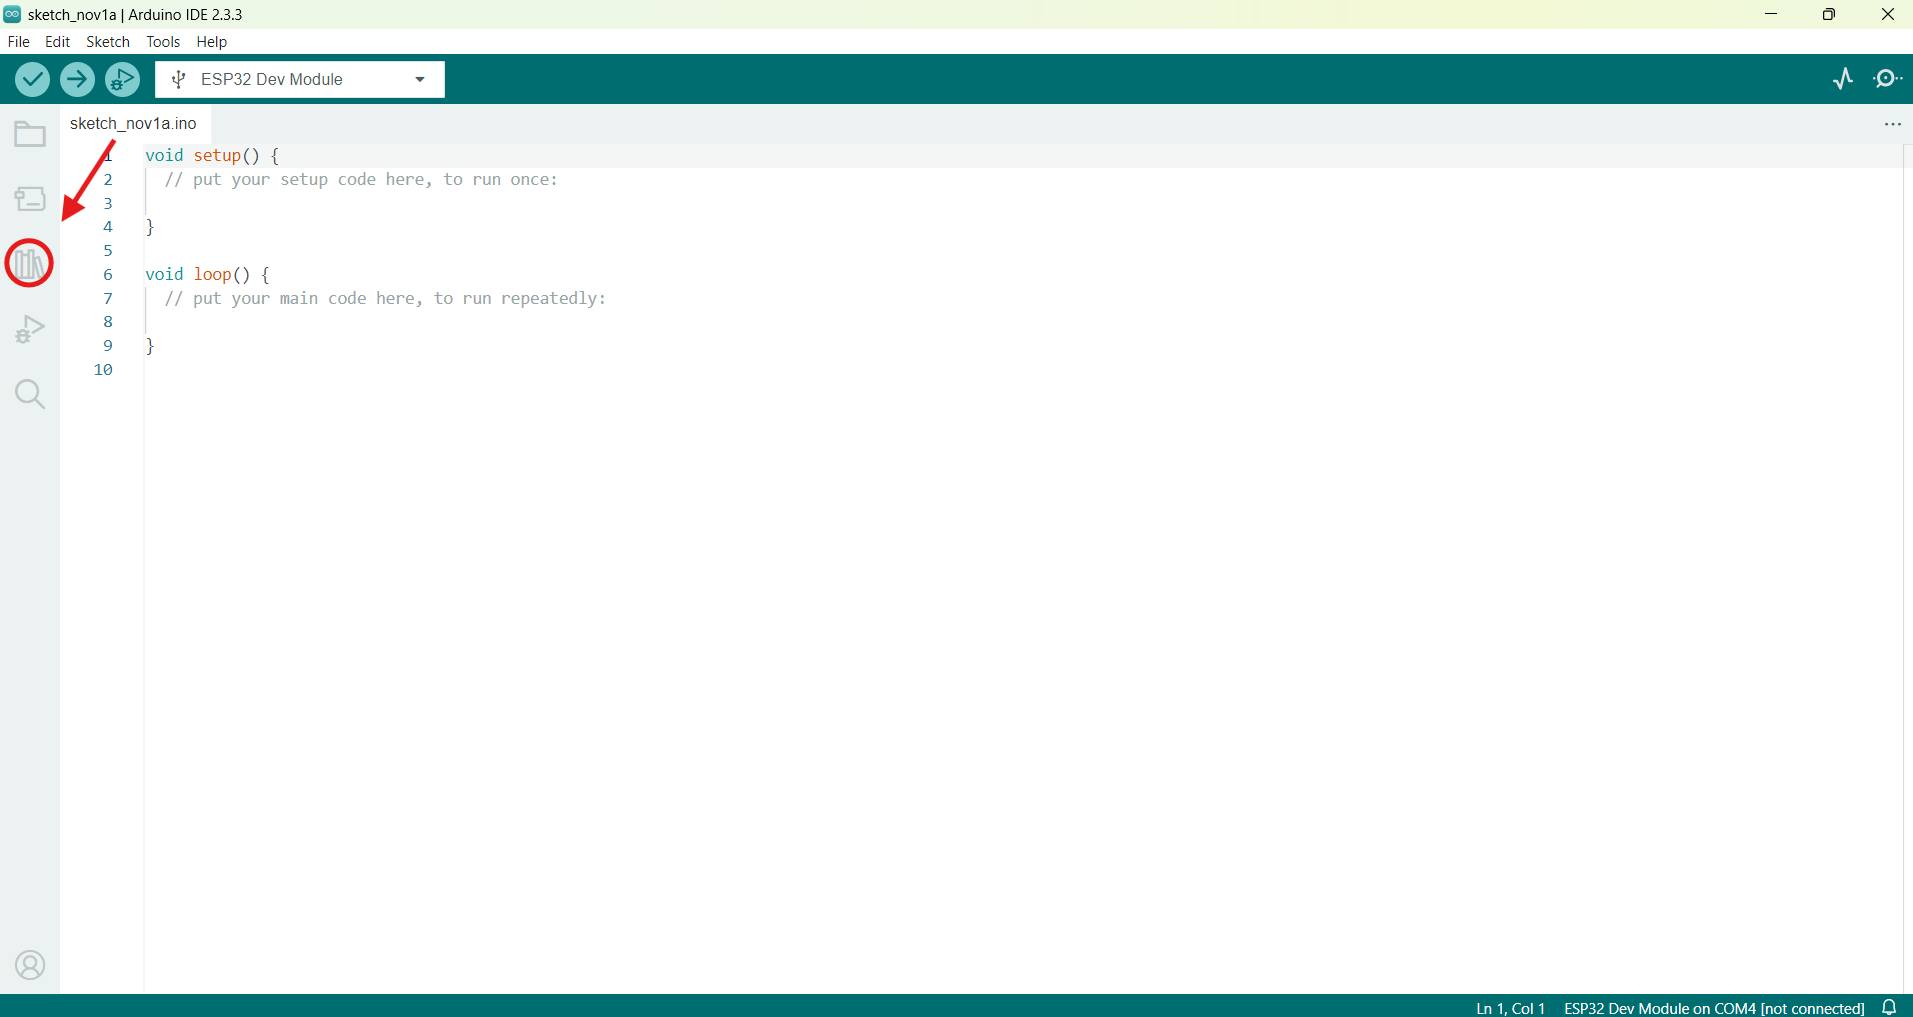 sketch_nov1a | Arduino IDE 2.3.3
File Edit Sketch Tools Help
ESP32 Dev Module
sketch_nov1a.ino
1 void setup() {
2 // put your setup code here, to run once:
3
4 }
5
6 void loop() {
7 // put your main code here, to run repeatedly:
8
9 }
10
Ln 1, Col 1 ESP32 Dev Module on COM4 [not connected]